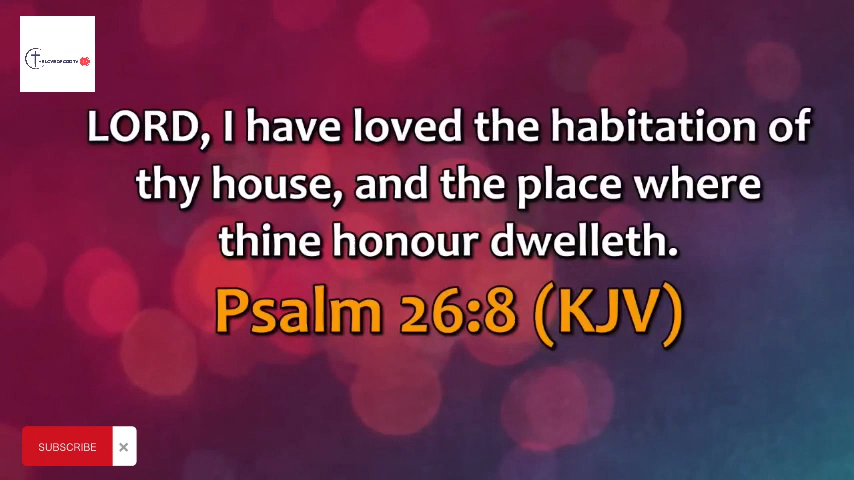 LORD, I have loved the habitation of
thy house, and the place where
thine honour dwelleth.
Psalm 26:8 (KJV)
SUBSCRIBE